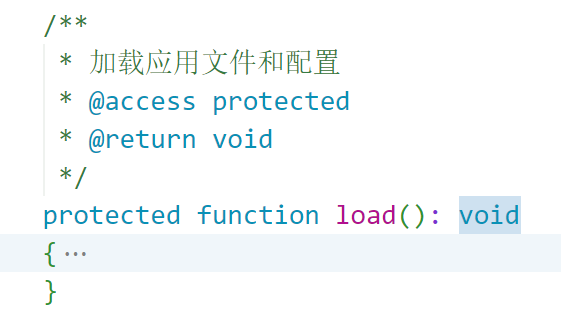 /**
 * 加载应用文件和配置
 * @access protected
 * @return void
 */
protected function load(): void
{ ···
}